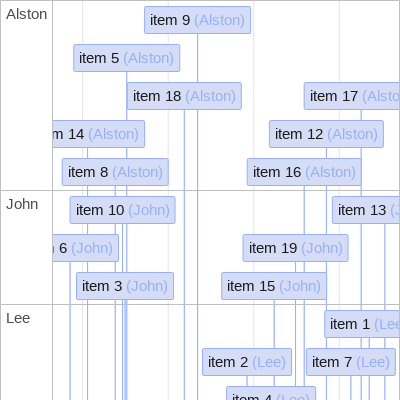 Alston
item 9 (Alston)
item 5 (Alston)
item 18 (Alston)
item 17 (Alsto
m 14 (Alston)
item 12 (Alston)
item 8 (Alston)
item 16 (Alston)
John
item 10 (John)
item 13 (J
6 (John)
item 19 (John)
item 3 (John)
item 15 (John)
Lee
item 1 (Lee
item 2 (Lee)
item 7 (Lee)
item 4 (Lee)